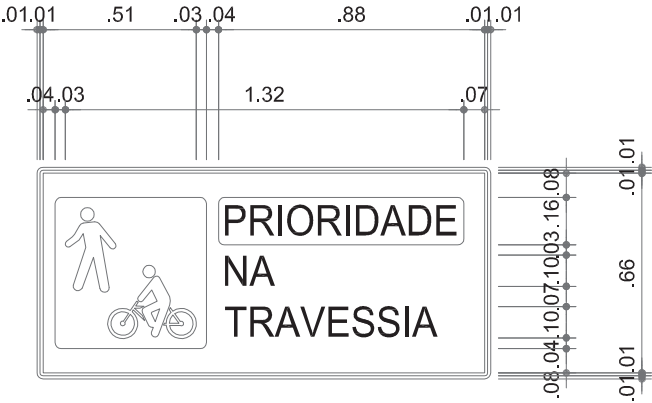 .01 .01 .51 .03 .04 .88 .01 .01
.04 .03 1.32 .07
PRIORIDADE
NA
TRAVESSIA
.08 .04 .10 .07 .10 .03 .16 .08
.01 .01 .66 .01 .01